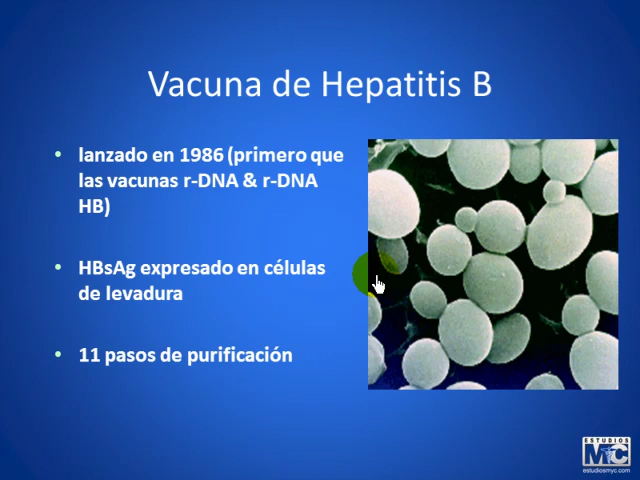 Vacuna de Hepatitis B
• lanzado en 1986 (primero que
las vacunas r-DNA & r-DNA
HB)
• HBsAg expresado en células
de levadura
• 11 pasos de purificación
ESTUDIOS
MyC
estudiosmyc.com